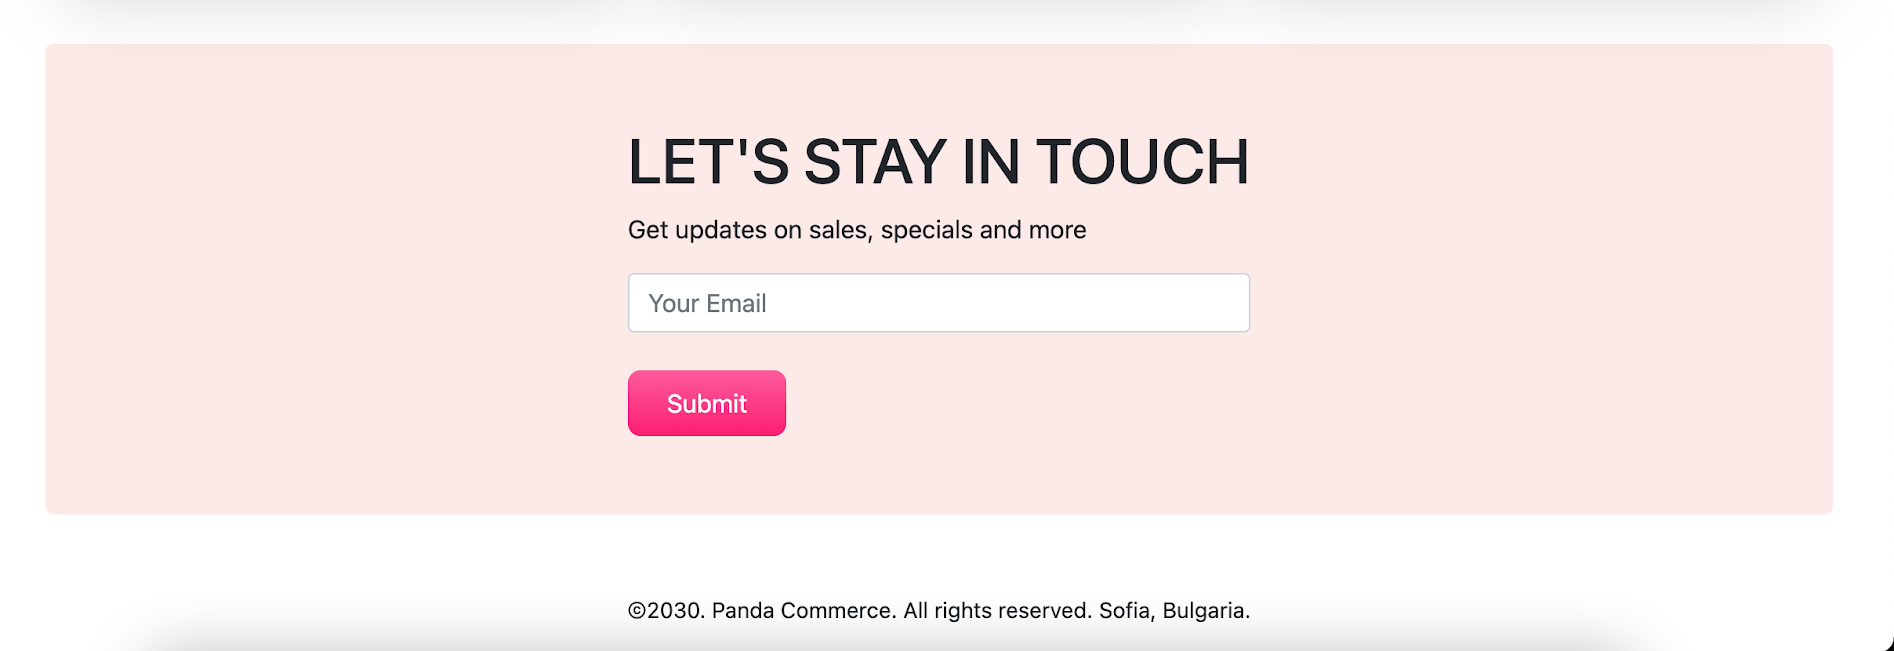 LET'S STAY IN TOUCH
Get updates on sales, specials and more
Your Email
Submit
©2030. Panda Commerce. All rights reserved. Sofia, Bulgaria.